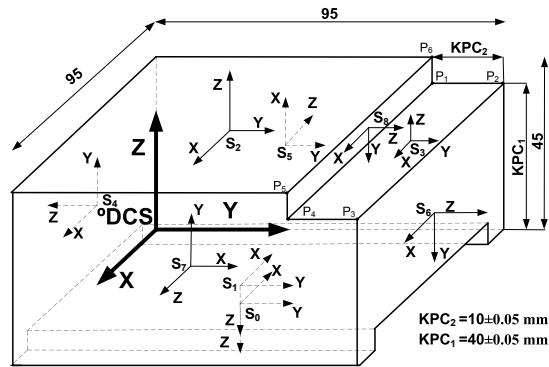 95
95
P6
KPC2
P1
P2
Z
X
Z
S8
Z
Z
Y
S2
Y
X
S5
Y
X
Y
X
S3
Y
KPC1
45
Y
Z
S4
Z
X
P5
P4
P3
S6
Z
ºDCS
Y
Y
X
Y
X
S7
X
X
X
Z
S1
Y
S0
Y
Z
Z
KPC2 =10±0.05 mm
KPC1 =40±0.05 mm